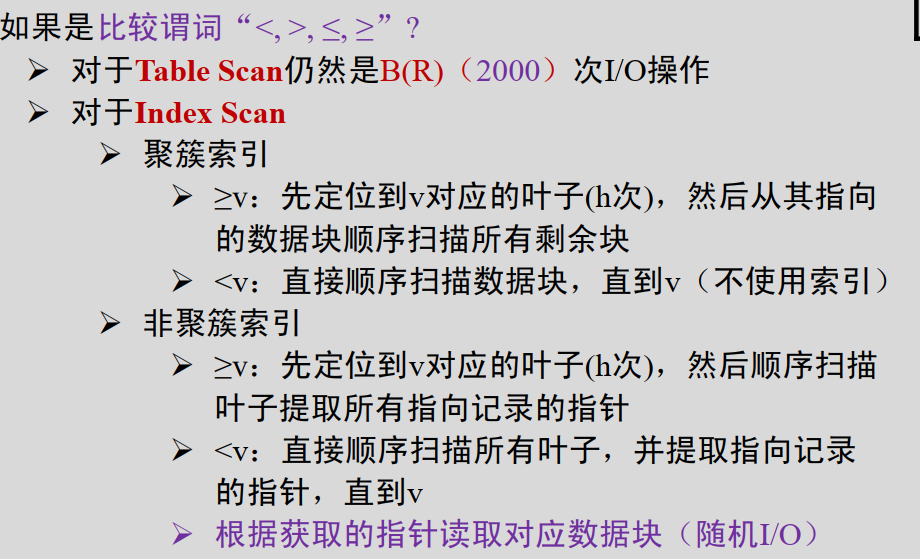 如果是比较谓词“<, >, ≤, ≥”?
➢ 对于Table Scan仍然是B(R)（2000）次I/O操作
➢ 对于Index Scan
➢ 聚簇索引
➢ ≥v：先定位到v对应的叶子(h次)，然后从其指向
的数据块顺序扫描所有剩余块
➢ <v：直接顺序扫描数据块，直到v（不使用索引）
➢ 非聚簇索引
➢ ≥v：先定位到v对应的叶子(h次)，然后顺序扫描
叶子提取所有指向记录的指针
➢ <v：直接顺序扫描所有叶子，并提取指向记录
的指针，直到v
➢ 根据获取的指针读取对应数据块（随机I/O）